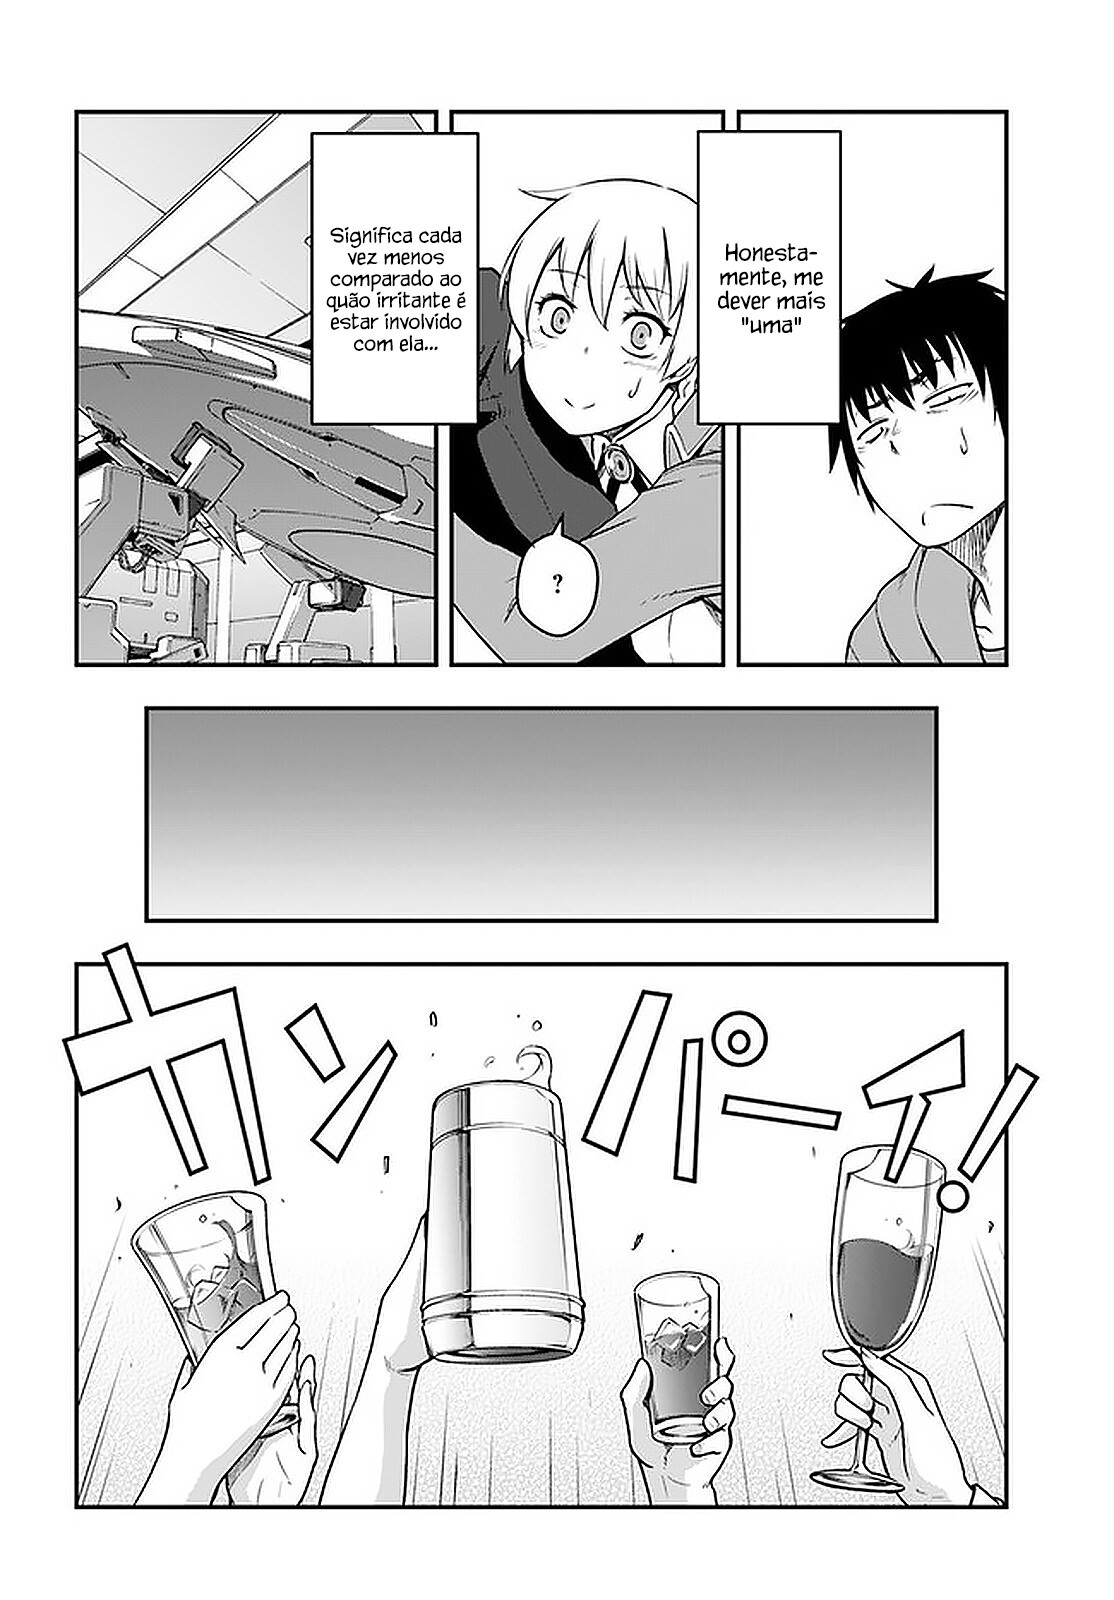 Honesta-
mente, me
dever mais
"uma"
Significa cada
vez menos
comparado ao
quão irritante é
estar involvido
com ela...
?
カンパーイ!